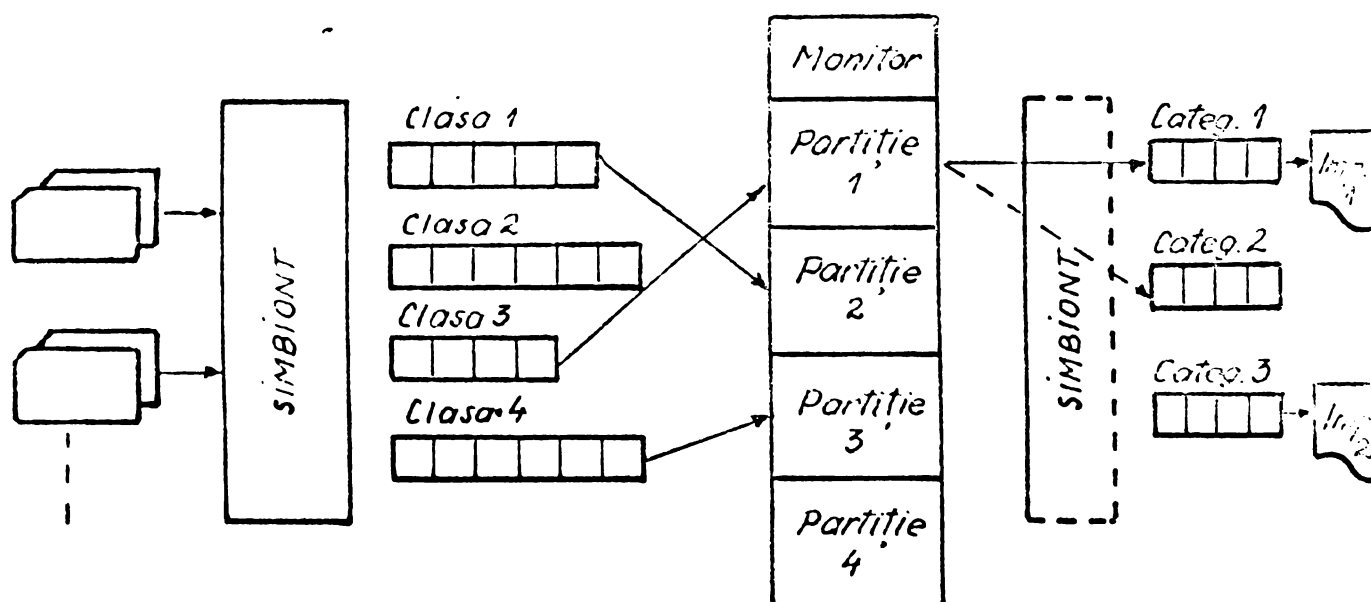 Monitor
SIMBIONT
Clasa 1
Clasa 2
Clasa 3
Clasa 4
Partiție
1
Partiție
2
Partiție
3
Partiție
4
SIMBIONT
Categ. 1
Categ. 2
Categ. 3